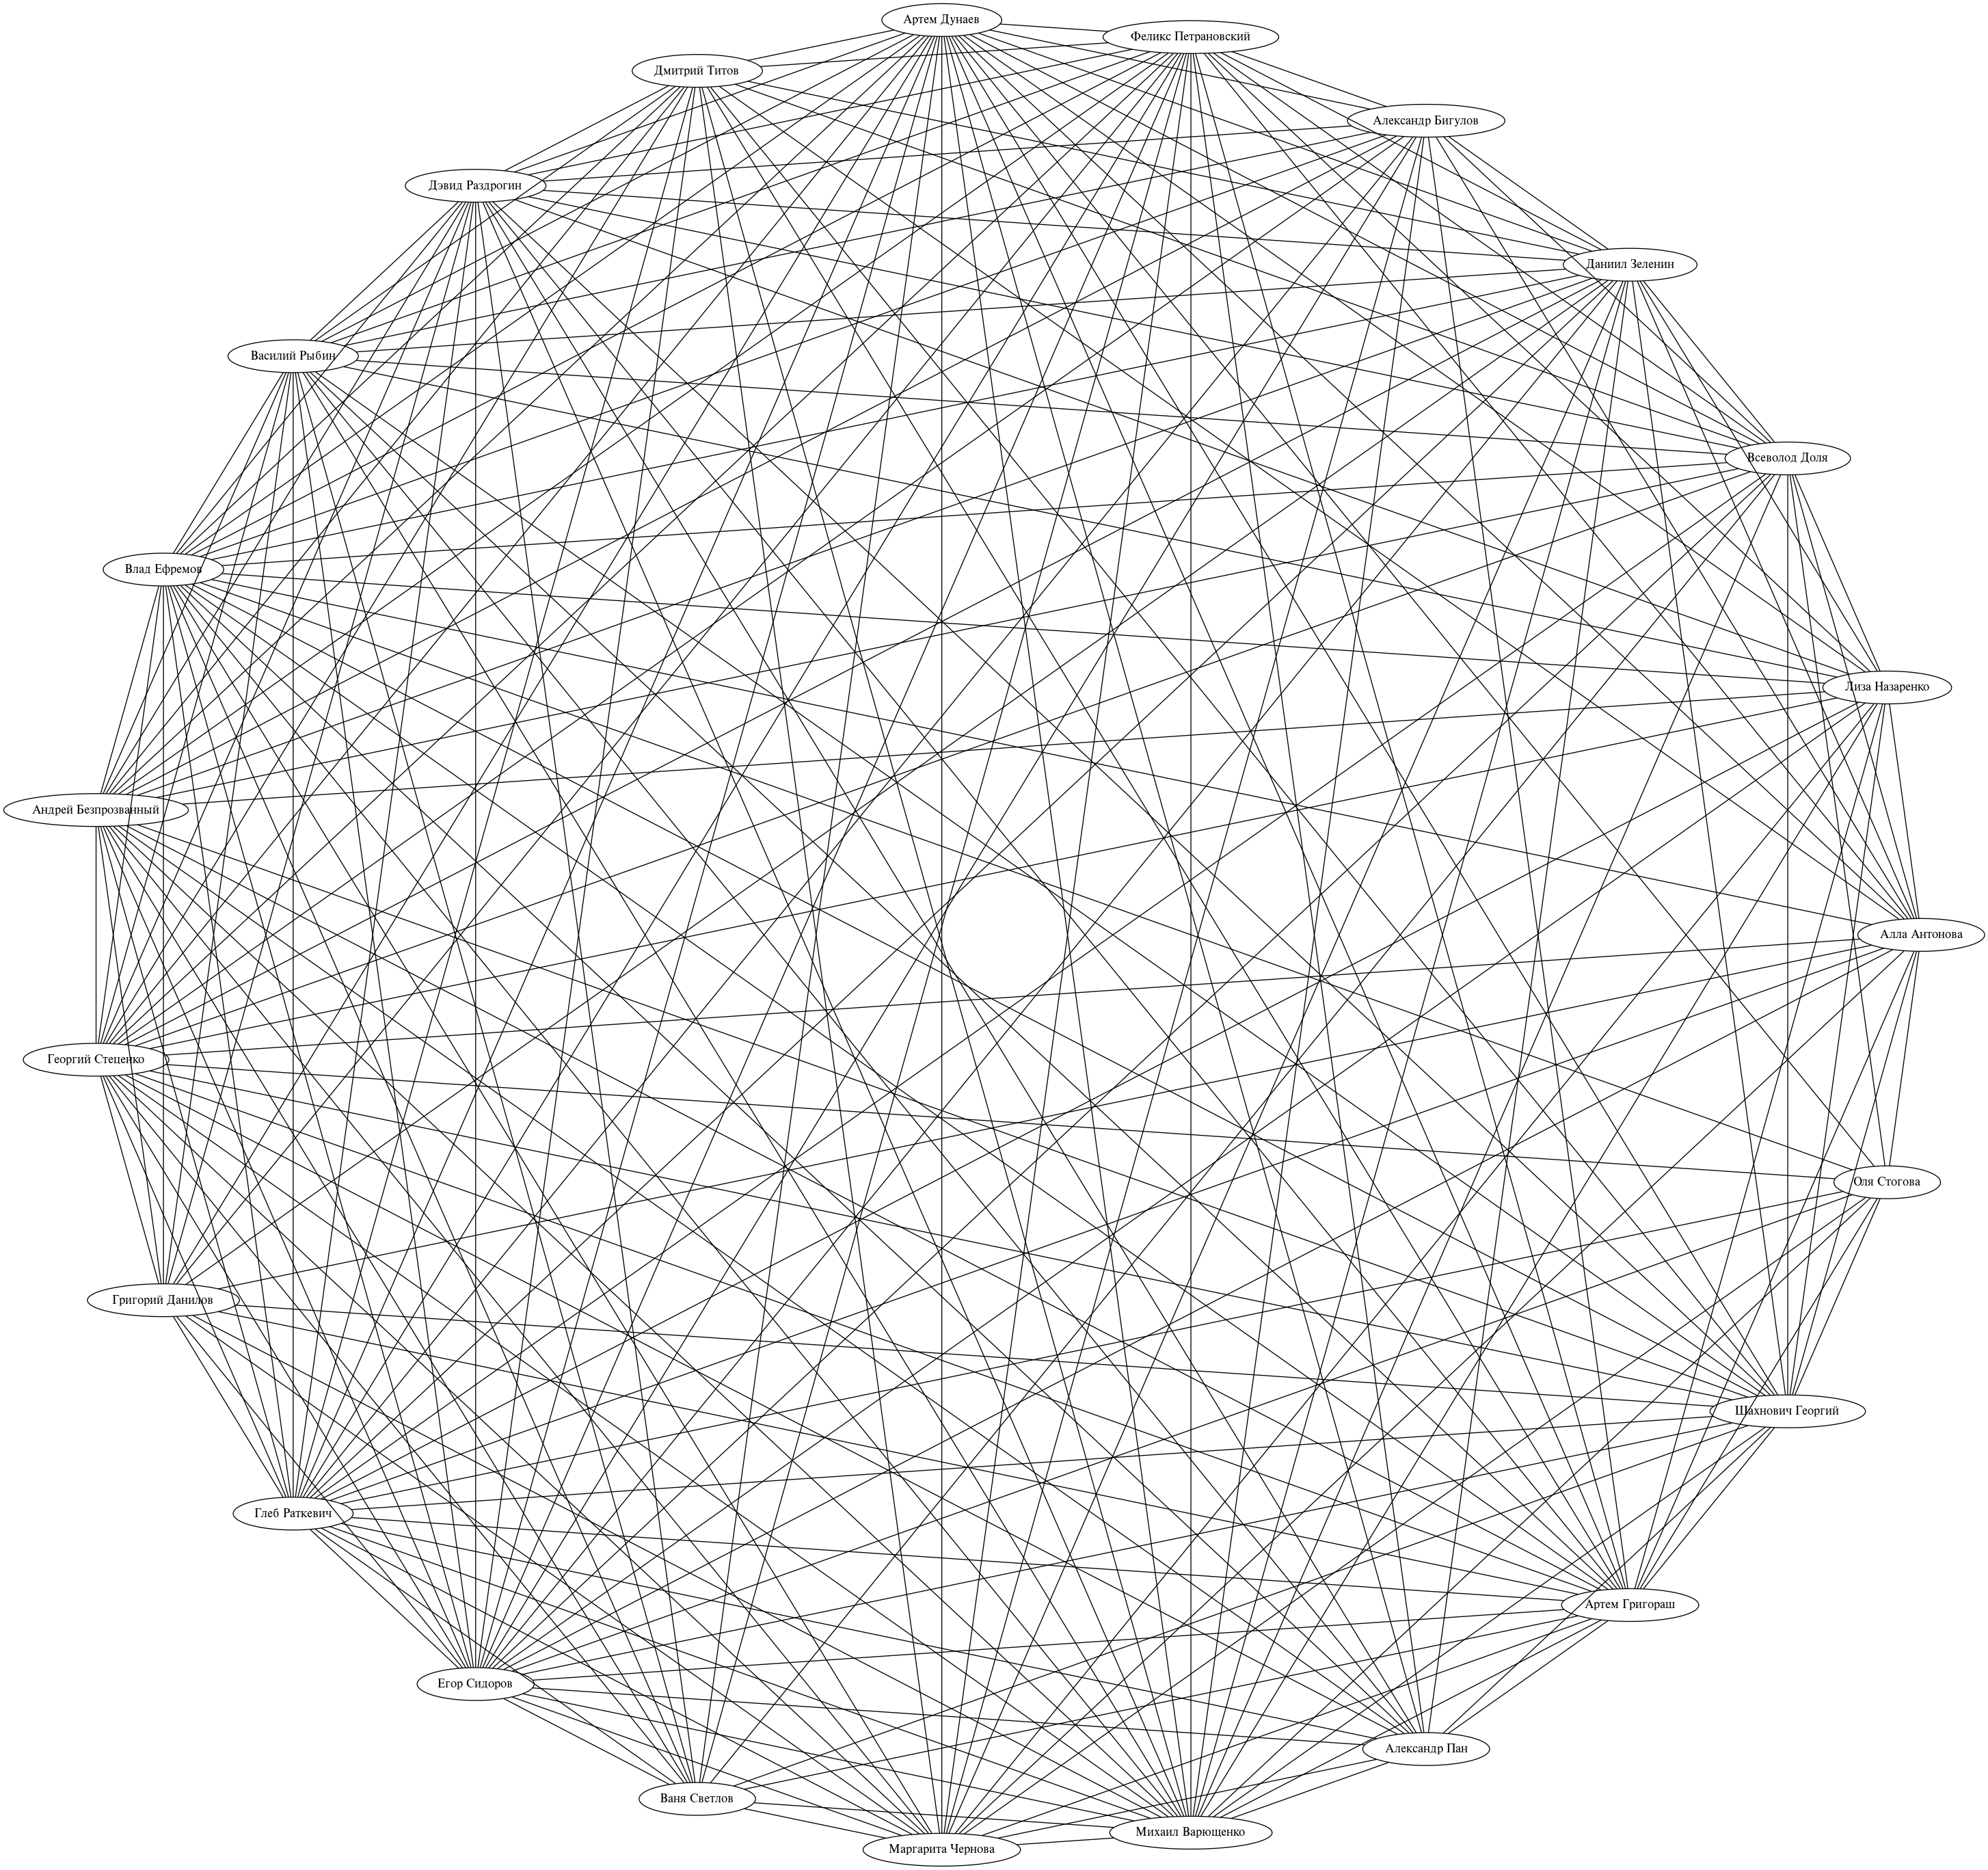 Артем Дунаев
Феликс Петрановский
Дмитрий Титов
Александр Бигулов
Дэвид Раздрогин
Даниил Зеленин
Василий Рыбин
Всеволод Доля
Влад Ефремов
Лиза Назаренко
Андрей Безпрозванный
Алла Антонова
Георгий Стеценко
Оля Стогова
Григорий Данилов
Шахнович Георгий
Глеб Раткевич
Артем Григораш
Егор Сидоров
Александр Пан
Ваня Светлов
Михаил Варющенко
Маргарита Чернова